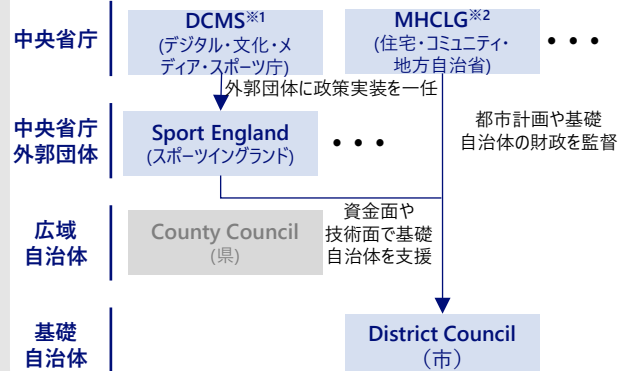 中央省庁
DCMS※1
(デジタル・文化・メ
ディア・スポーツ庁)
MHCLG※2
(住宅・コミュニティ・
地方自治省)
・・・
外郭団体に政策実装を一任
中央省庁
外郭団体
Sport England
(スポーツイングランド)
・・・
都市計画や基礎
自治体の財政を監督
広域
自治体
County Council
(県)
資金面や
技術面で基礎
自治体を支援
基礎
自治体
District Council
(市)